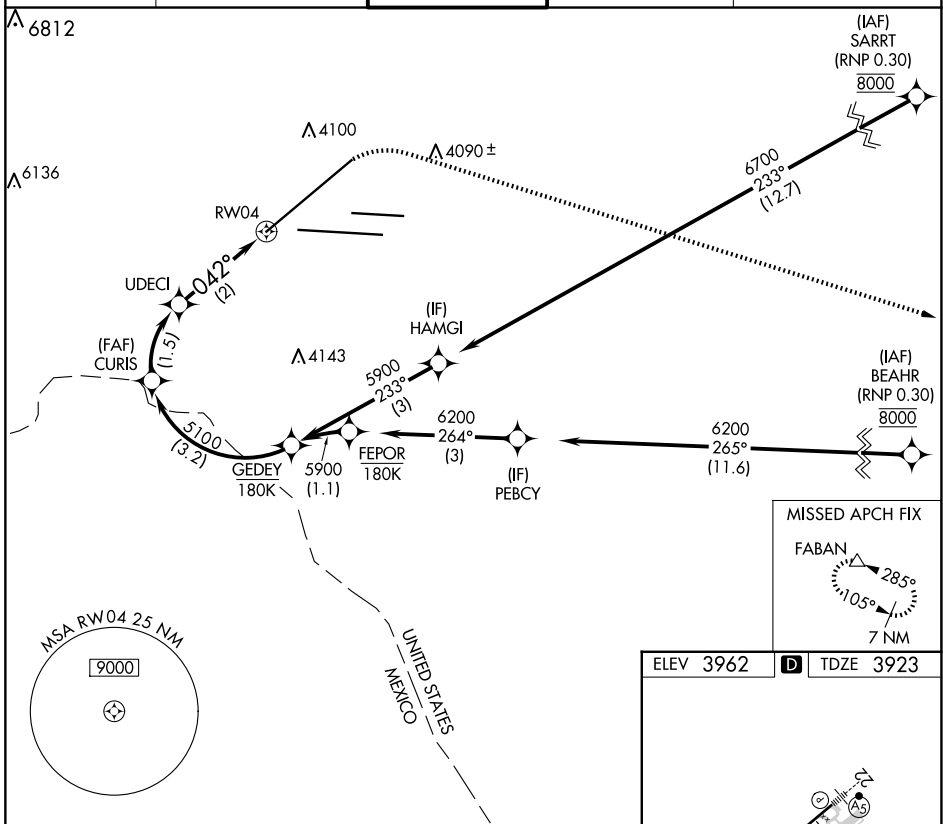 6812
(IAF)
SARRT
(RNP 0.30)
8000
4100
4090 ±
6136
6700
233°
(12.7)
RW04
042°
(2)
UDECI
(IF)
HAMGI
(FAF)
CURIS
(1.5)
4143
5900
233°
(3)
(IAF)
BEAHR
(RNP 0.30)
8000
5100
(3.2)
GEDEY
180K
5900
(1.1)
FEPOR
180K
6200
264°
(3)
(IF)
PEBCY
6200
265°
(11.6)
MISSED APCH FIX
FABAN
285°
105°
7 NM
MSA RW04 25 NM
9000
UNITED STATES
MEXICO
ELEV 3962
D
TDZE 3923
22
P
A5